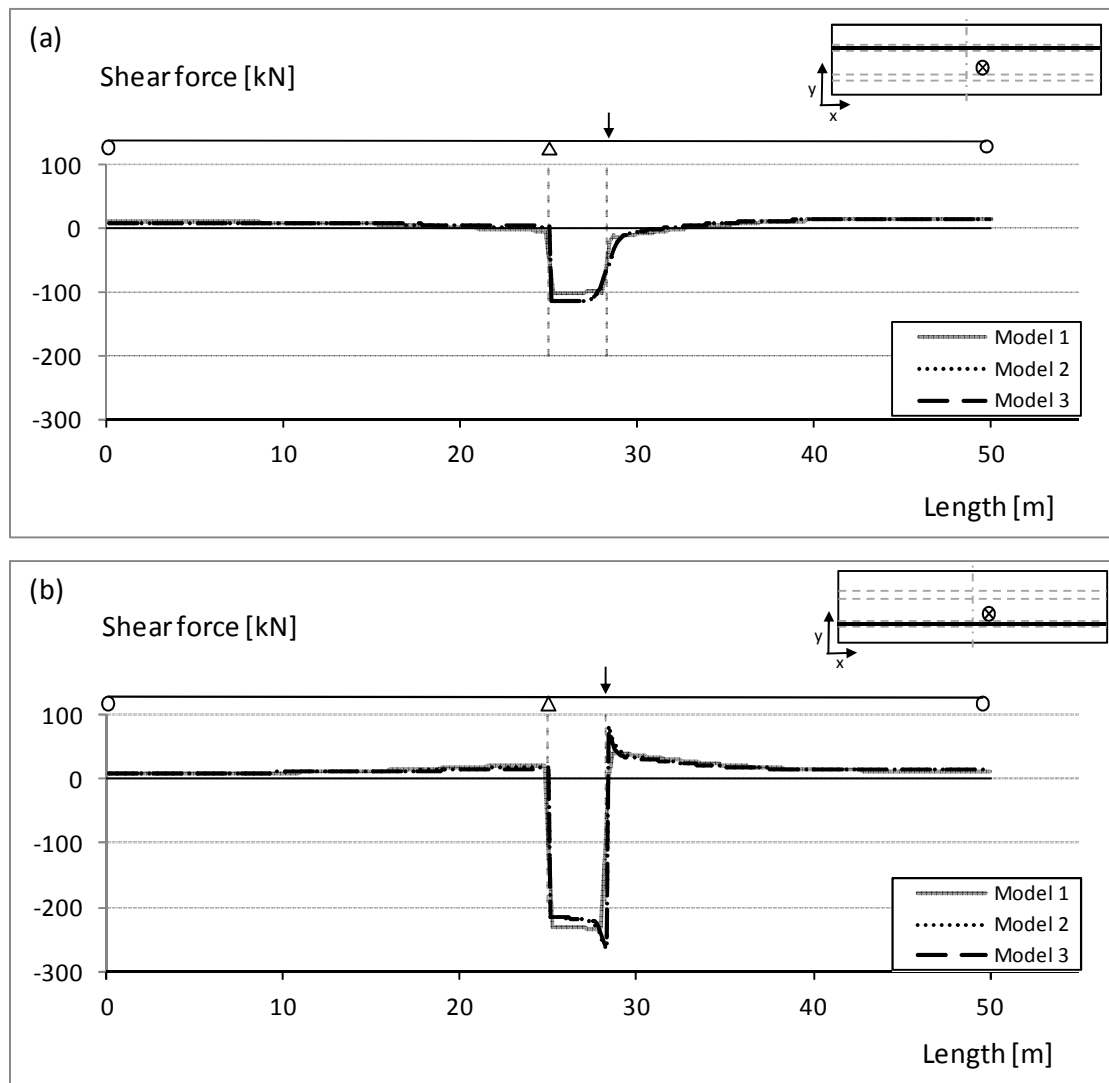 (a)
Shear force [kN]
y
x
100
0
-100
-200
-300
Model 1
Model 2
Model 3
0 10 20 30 40 50
Length [m]
(b)
Shear force [kN]
y
x
100
0
-100
-200
-300
Model 1
Model 2
Model 3
0 10 20 30 40 50
Length [m]